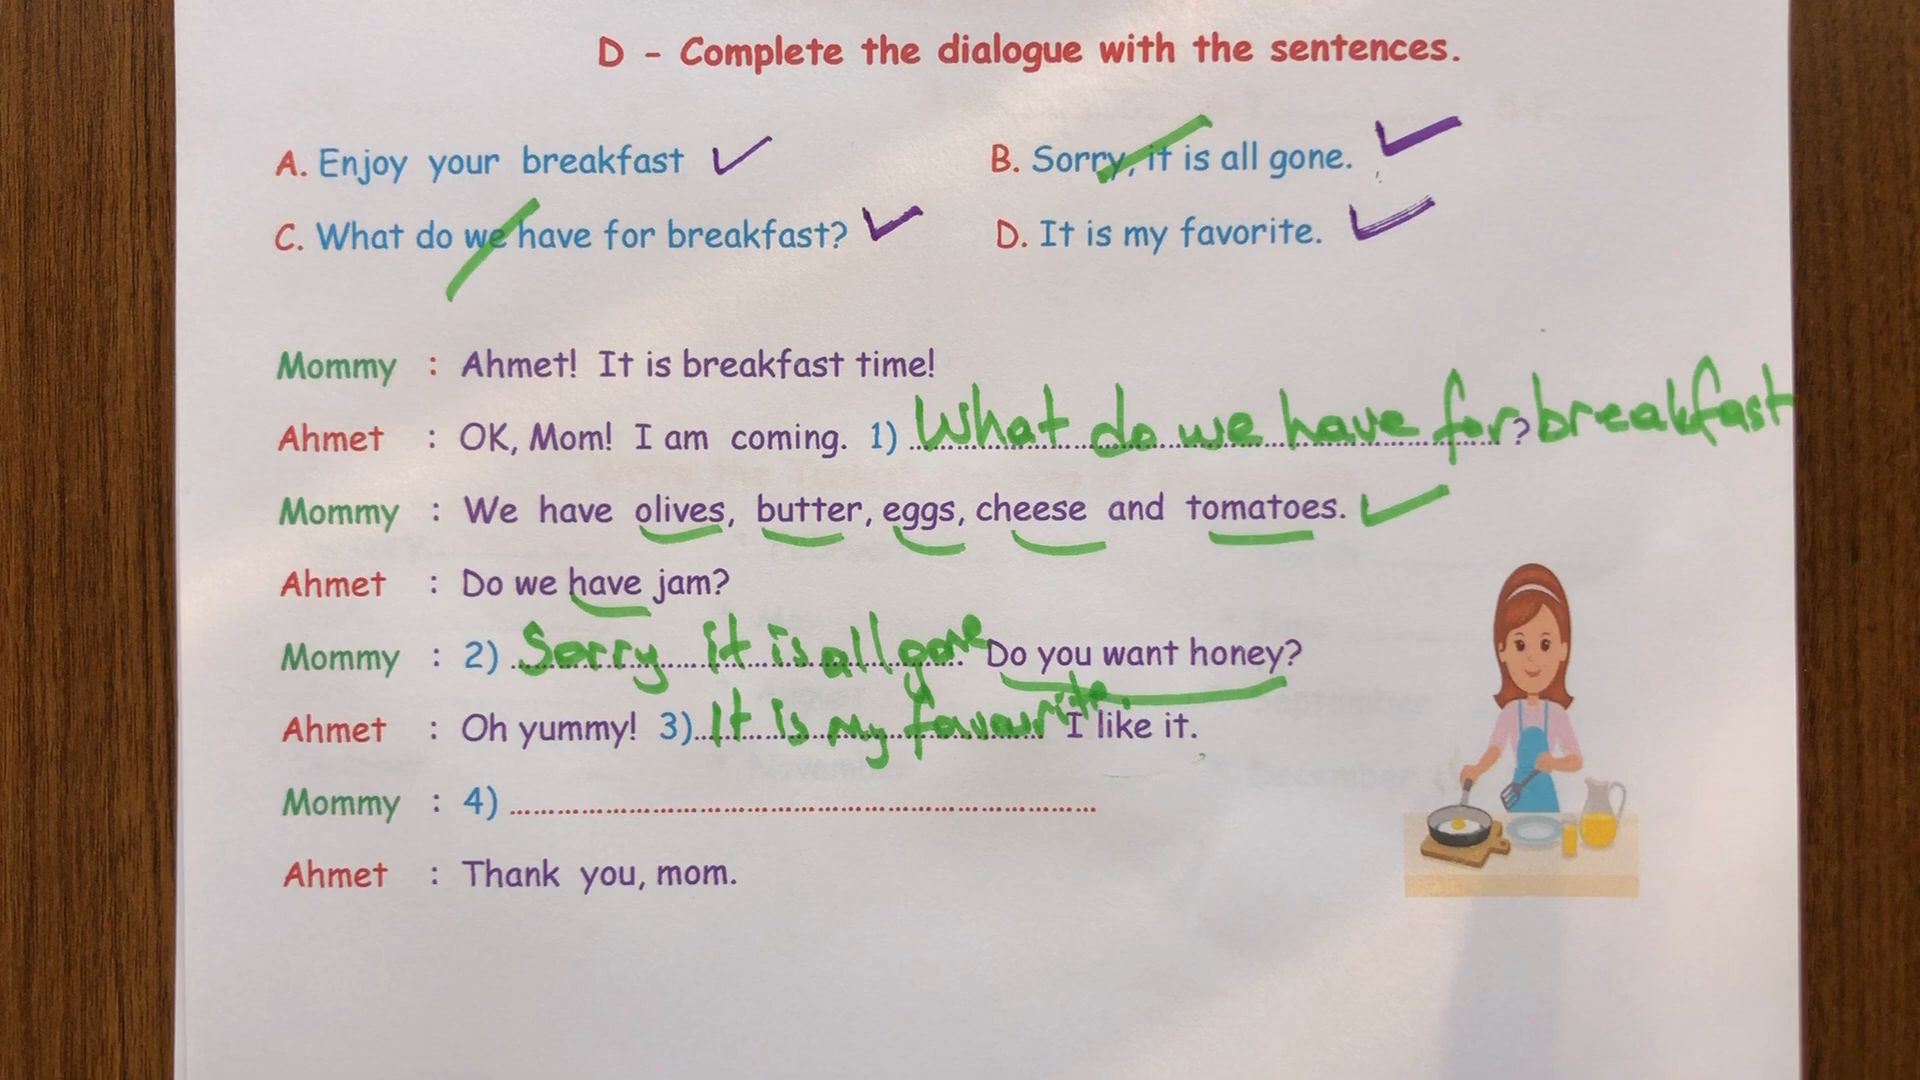 D - Complete the dialogue with the sentences.
A. Enjoy your breakfast
B. Sorry, it is all gone.
C. What do we have for breakfast?
D. It is my favorite.
Mommy : Ahmet! It is breakfast time!
Ahmet : OK, Mom! I am coming. 1) What do we have for? breakfast
Mommy : We have olives, butter, eggs, cheese and tomatoes.
Ahmet : Do we have jam?
Mommy : 2) Sorry it is all gone. Do you want honey?
Ahmet : Oh yummy! 3) It is my favourite. I like it.
Mommy : 4) ........................................
Ahmet : Thank you, mom.